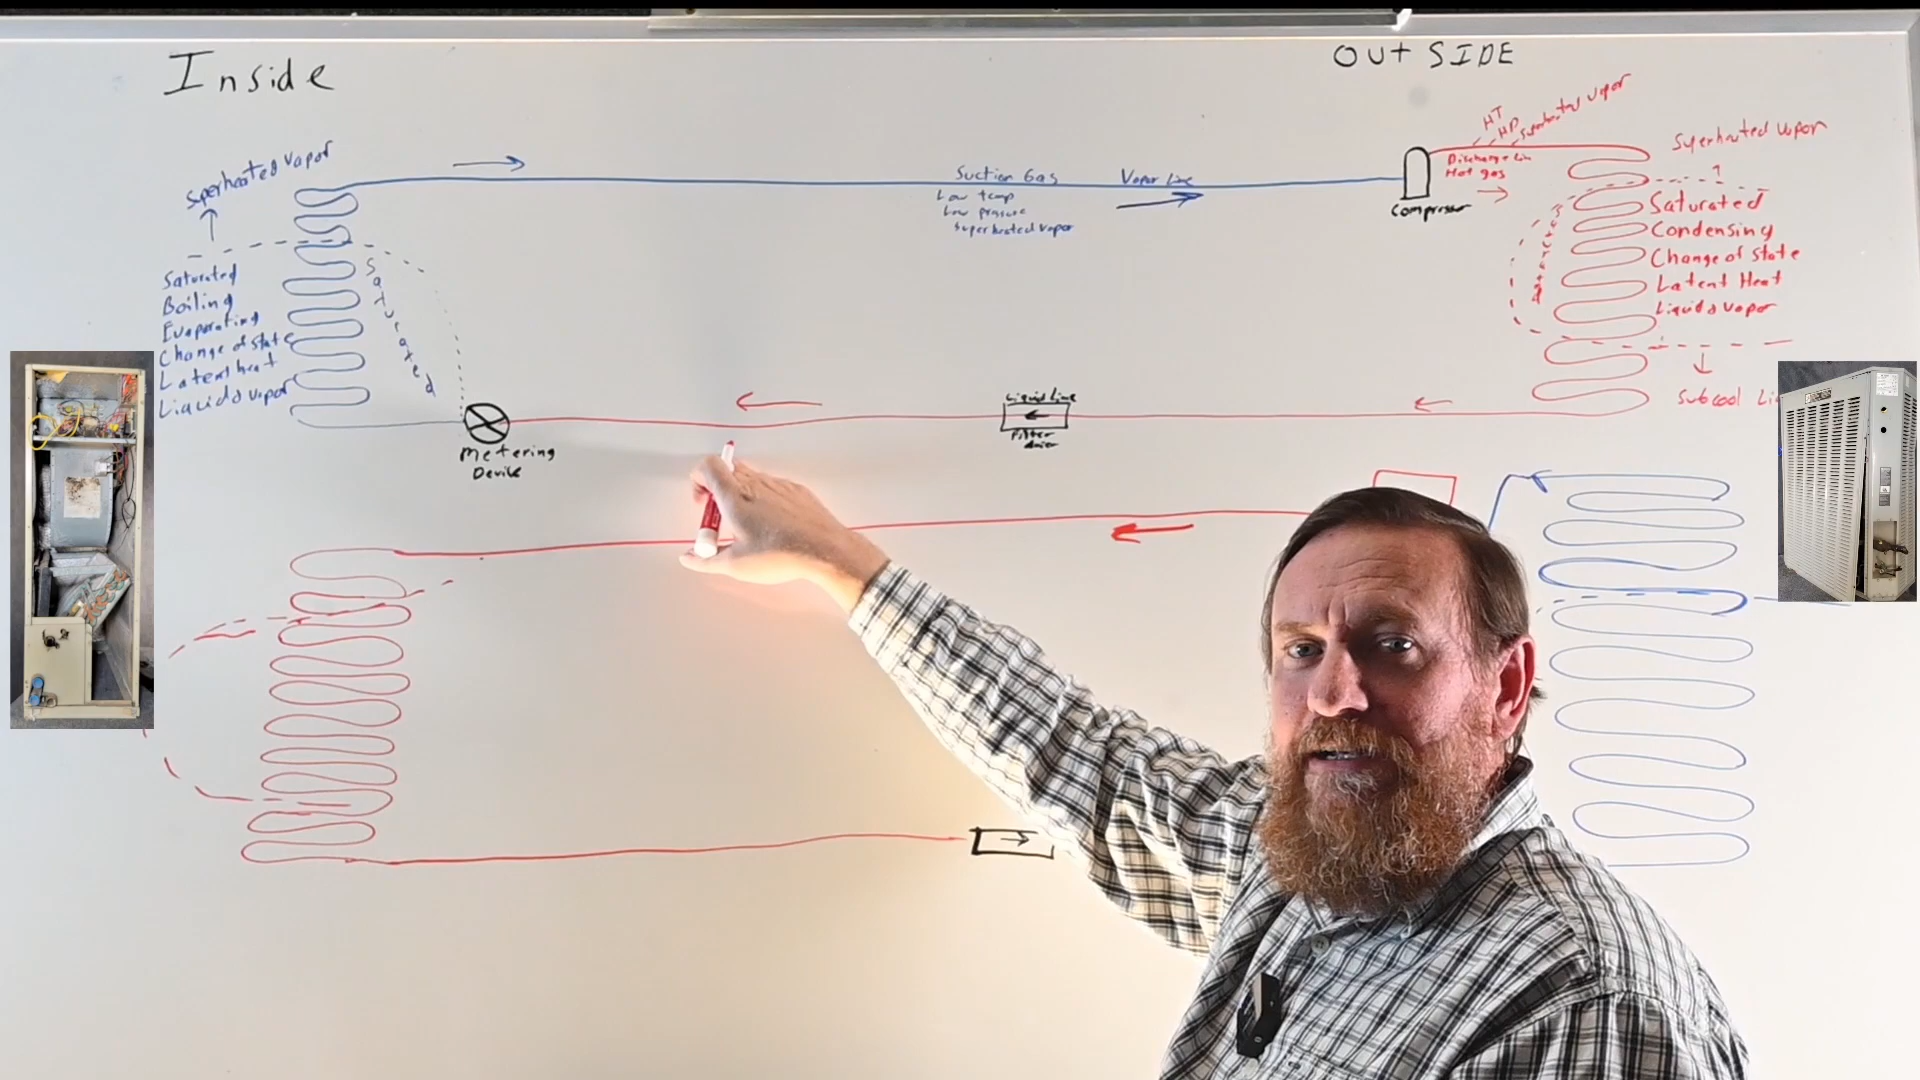 Inside
OUTSIDE
HT
HP
Superheated Vapor
Superheated Vapor
Discharge Line
Hot gas
Compressor
Saturated
Condensing
Change of State
Latent Heat
Liquid & vapor
Subcool
Superheated Vapor
Suction Gas
Vapor Line
Low temp
Low pressure
Superheated vapor
Saturated
Boiling
Evaporating
Change of state
Latent heat
Liquid & vapor
Saturated
Metering
Device
Liquid Line
Filter
drier